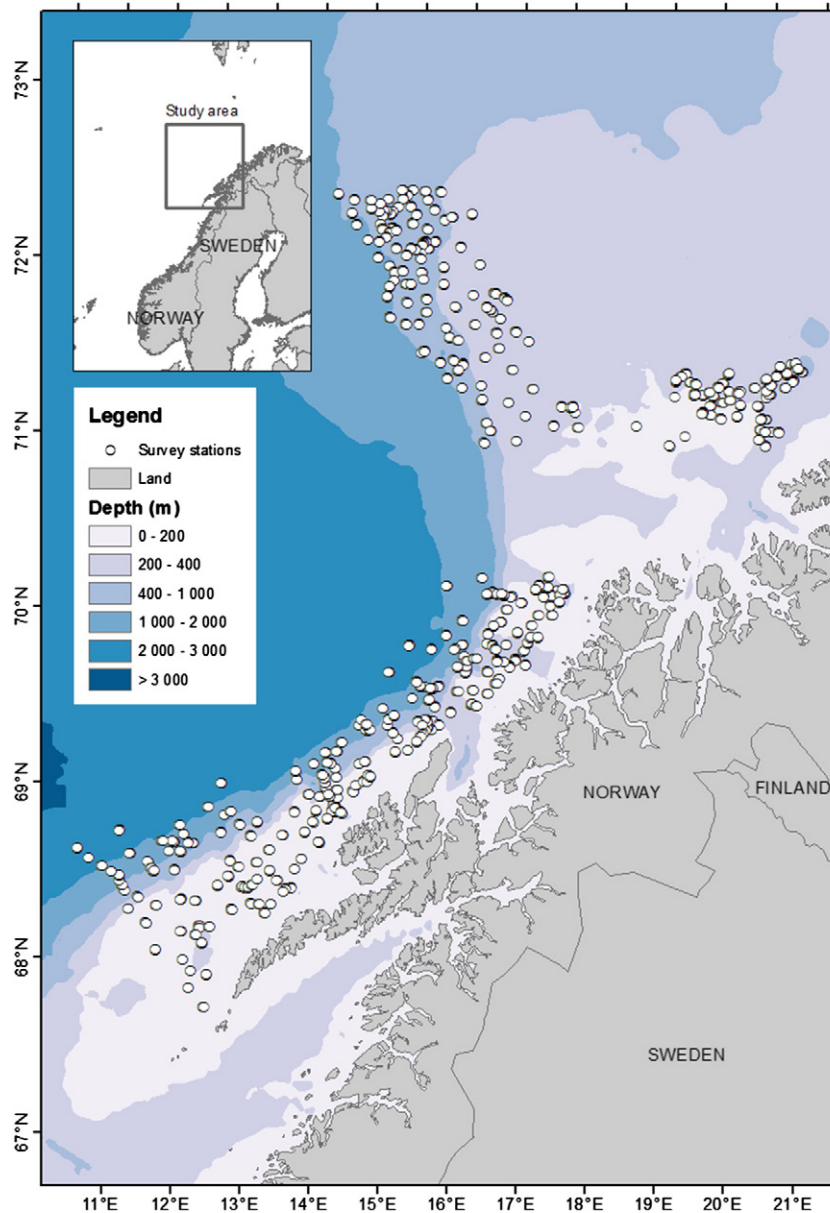 73°N
72°N
71°N
70°N
69°N
68°N
67°N
Study area
SWEDEN
NORWAY
Legend
Survey stations
Land
Depth (m)
0 - 200
200 - 400
400 - 1 000
1 000 - 2 000
2 000 - 3 000
> 3 000
NORWAY
FINLAND
SWEDEN
11°E 12°E 13°E 14°E 15°E 16°E 17°E 18°E 19°E 20°E 21°E